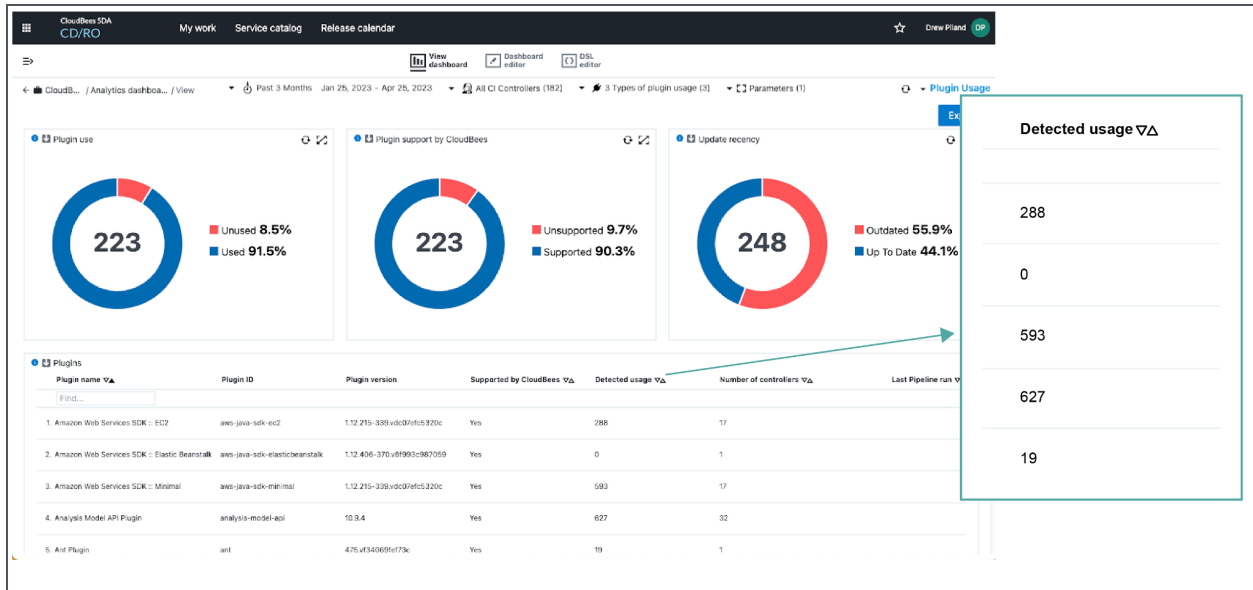 CloudBees SDA
CD/RO
My work Service catalog Release calendar
Drew Piland DP
View dashboard
Dashboard editor
DSL editor
CloudB... / Analytics dashboa... / View
Past 3 Months Jan 25, 2023 - Apr 25, 2023
All CI Controllers (182)
3 Types of plugin usage (3)
Parameters (1)
Plugin Usage
Plugin use
223
Unused 8.5%
Used 91.5%
Plugin support by CloudBees
223
Unsupported 9.7%
Supported 90.3%
Update recency
248
Outdated 55.9%
Up To Date 44.1%
Plugins
Plugin name Plugin ID Plugin version Supported by CloudBees Detected usage Number of controllers Last Pipeline run
Find...
1. Amazon Web Services SDK :: EC2 aws-java-sdk-ec2 1.12.215-339.vdc07efc5320c Yes 288 17
2. Amazon Web Services SDK :: Elastic Beanstalk aws-java-sdk-elasticbeanstalk 1.12.406-370.v8f993c987059 Yes 0 1
3. Amazon Web Services SDK :: Minimal aws-java-sdk-minimal 1.12.215-339.vdc07efc5320c Yes 593 17
4. Analysis Model API Plugin analysis-model-api 10.9.4 Yes 627 32
5. Ant Plugin ant 475.vf34069fef73c Yes 19 1
Detected usage
288
0
593
627
19